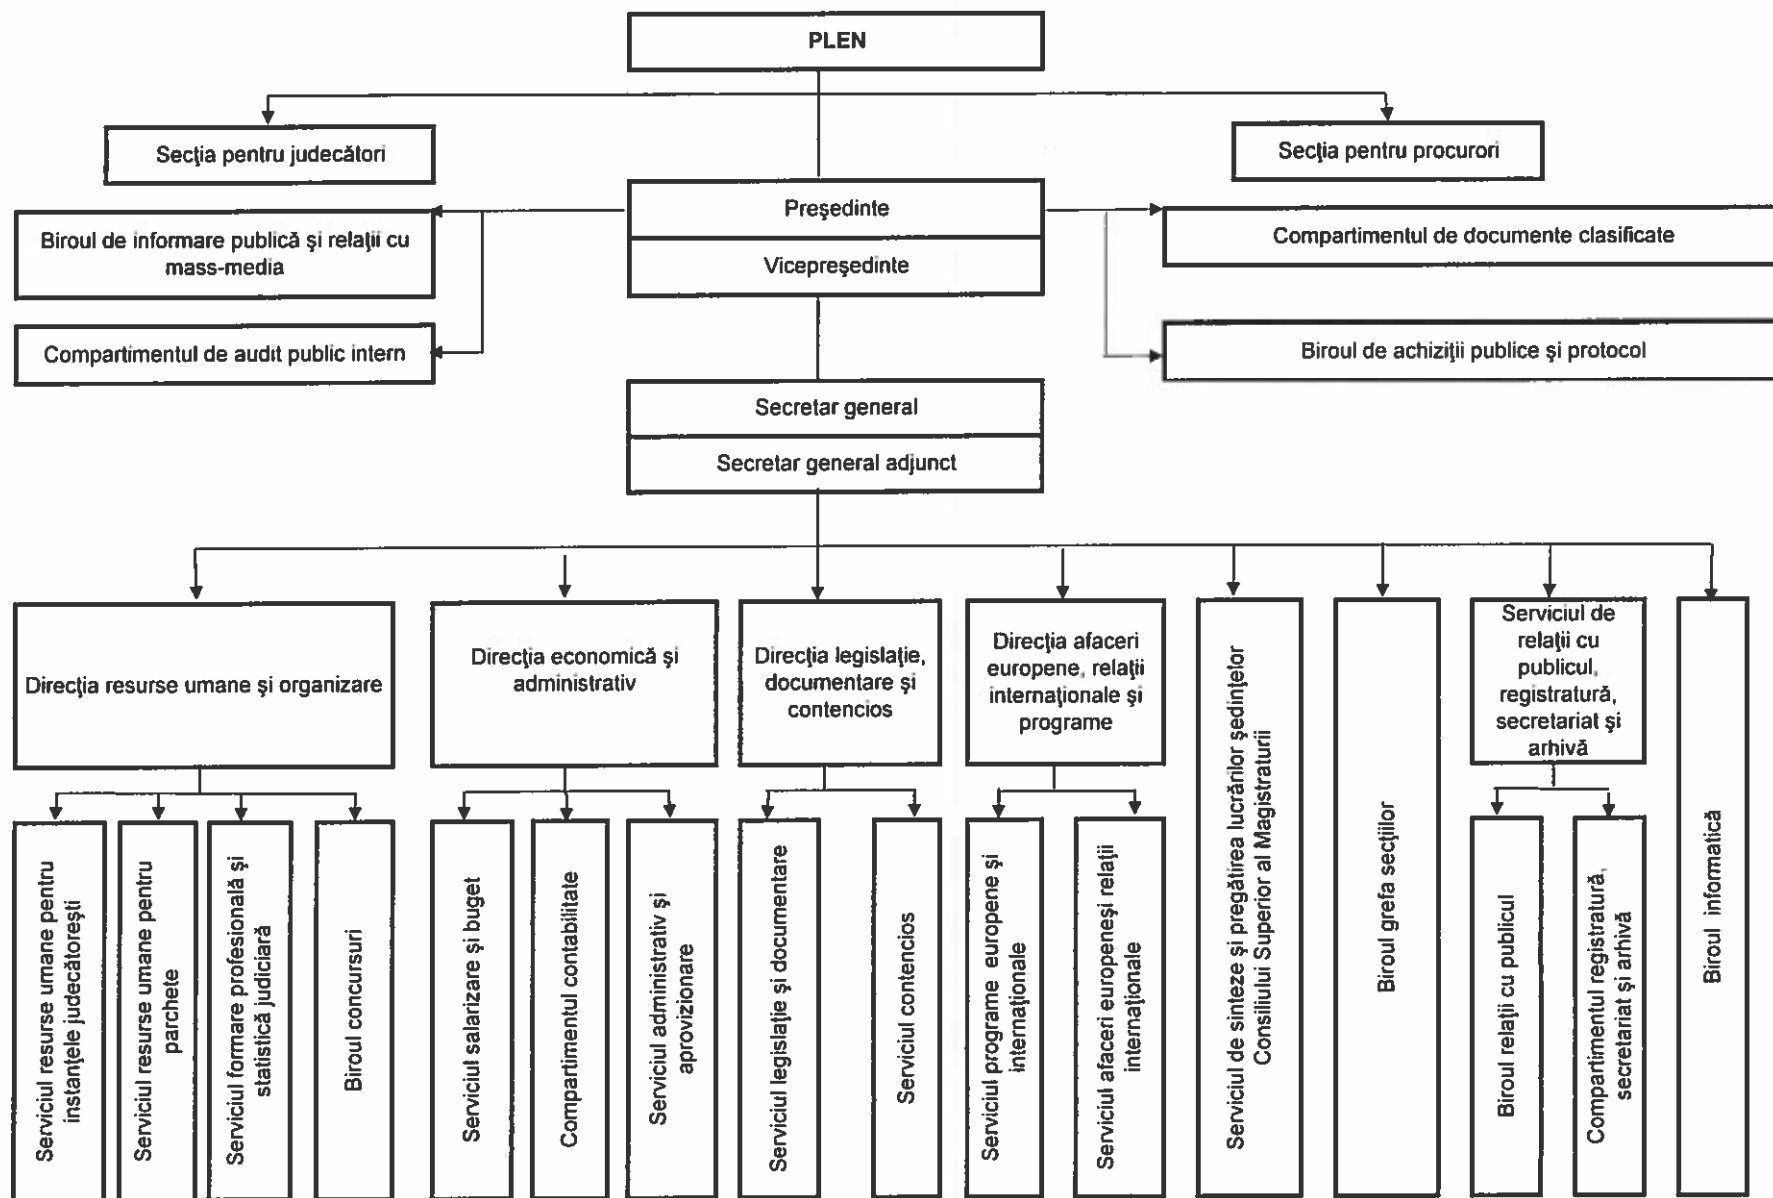 PLEN
Secţia pentru judecători
Secţia pentru procurori
Preşedinte
Vicepreşedinte
Biroul de informare publică şi relaţii cu
mass-media
Compartimentul de documente clasificate
Compartimentul de audit public intern
Biroul de achiziţii publice şi protocol
Secretar general
Secretar general adjunct
Direcţia resurse umane şi organizare
Direcţia economică şi
administrativ
Direcţia legislaţie,
documentare şi
contencios
Direcţia afaceri
europene, relaţii
internaţionale şi
programe
Serviciul de sinteze şi pregătirea lucrărilor şedinţelor
Consiliului Superior al Magistraturii
Biroul grefa secţiilor
Serviciul de
relaţii cu
publicul,
registratură,
secretariat şi
arhivă
Biroul informatică
Serviciul resurse umane pentru
instanţele judecătoreşti
Serviciul resurse umane pentru
parchete
Serviciul formare profesională şi
statistică judiciară
Biroul concursuri
Serviciul salarizare şi buget
Compartimentul contabilitate
Serviciul administrativ şi
aprovizionare
Serviciul legislaţie şi documentare
Serviciul contencios
Serviciul programe europene şi
internaţionale
Serviciul afaceri europeneşi relaţii
internaţionale
Biroul relaţii cu publicul
Compartimentul registratură,
secretariat şi arhivă